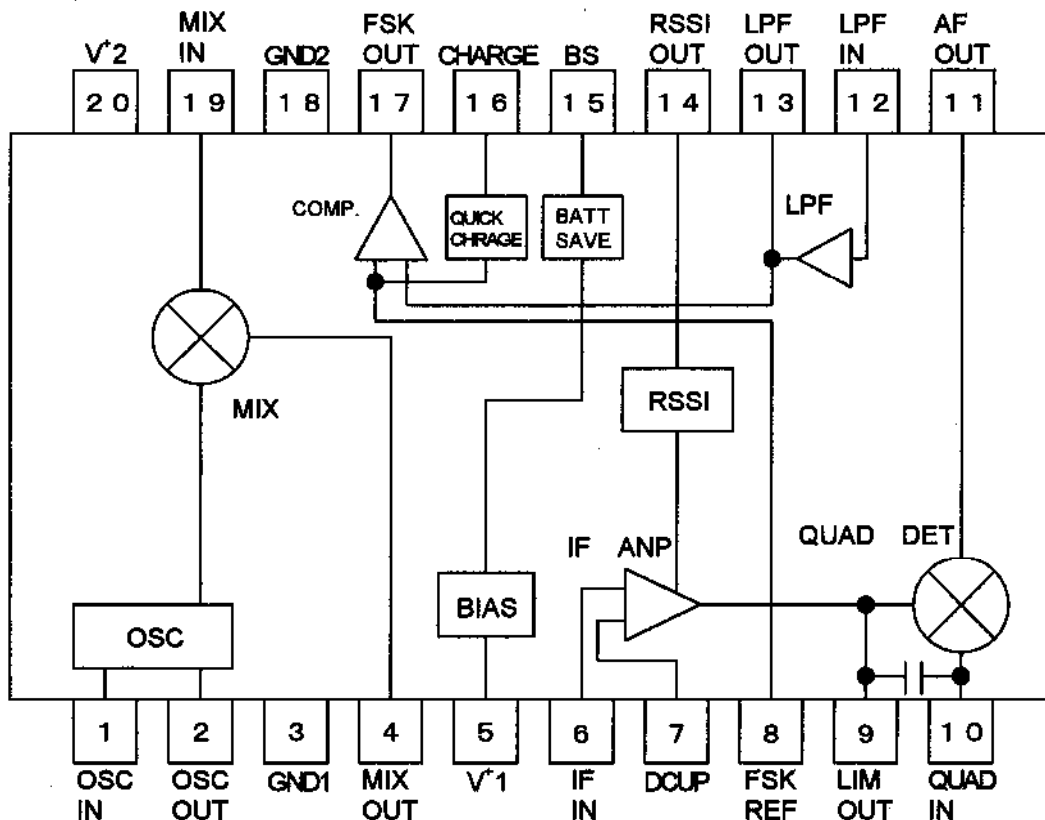 MIX FSK RSSI LPF LPF AF
V⁺2 IN GND2 OUT CHARGE BS OUT OUT IN OUT
20 19 18 17 16 15 14 13 12 11
COMP.
QUICK
CHRAGE
BATT
SAVE
LPF
MIX
RSSI
IF ANP
QUAD DET
OSC
BIAS
1 2 3 4 5 6 7 8 9 10
OSC OSC GND1 MIX V⁺1 IF DCUP FSK LIM QUAD
IN OUT OUT IN REF OUT IN